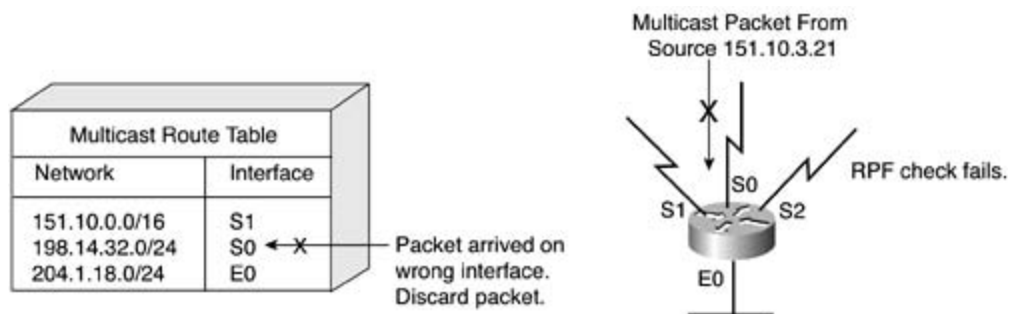 Multicast Route Table
Network Interface
151.10.0.0/16 S1
198.14.32.0/24 S0 X
204.1.18.0/24 E0
Packet arrived on
wrong interface.
Discard packet.
Multicast Packet From
Source 151.10.3.21
X
RPF check fails.
S0
S1 S2
E0